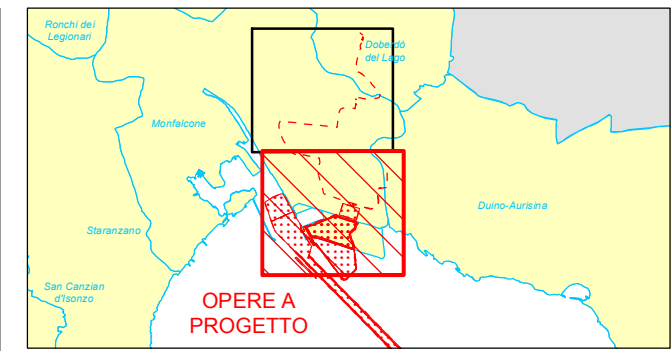 Ronchi dei
Legionari
Doberdò
del Lago
Monfalcone
Duino-Aurisina
Staranzano
San Canzian
d'Isonzo
OPERE A
PROGETTO